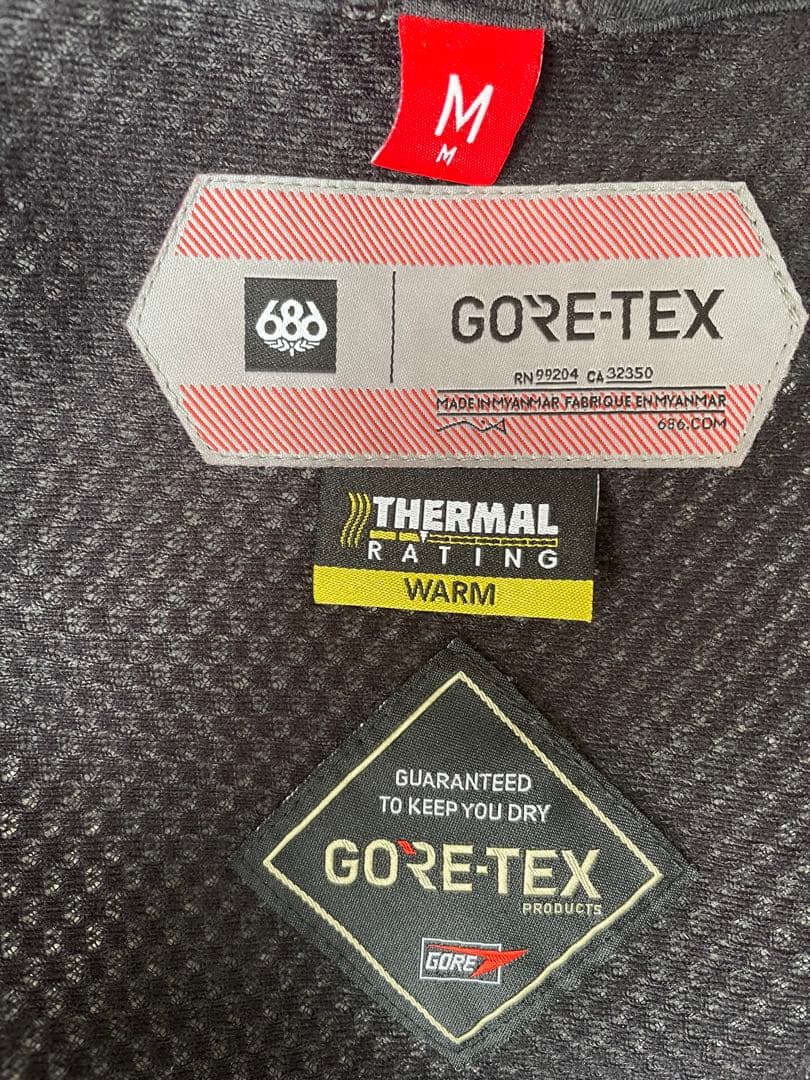 M
M
686
GORE-TEX
RN 99204 CA 32350
MADE IN MYANMAR FABRIQUE EN MYANMAR
686.COM
THERMAL
RATING
WARM
GUARANTEED
TO KEEP YOU DRY
GORE-TEX
PRODUCTS
GORE